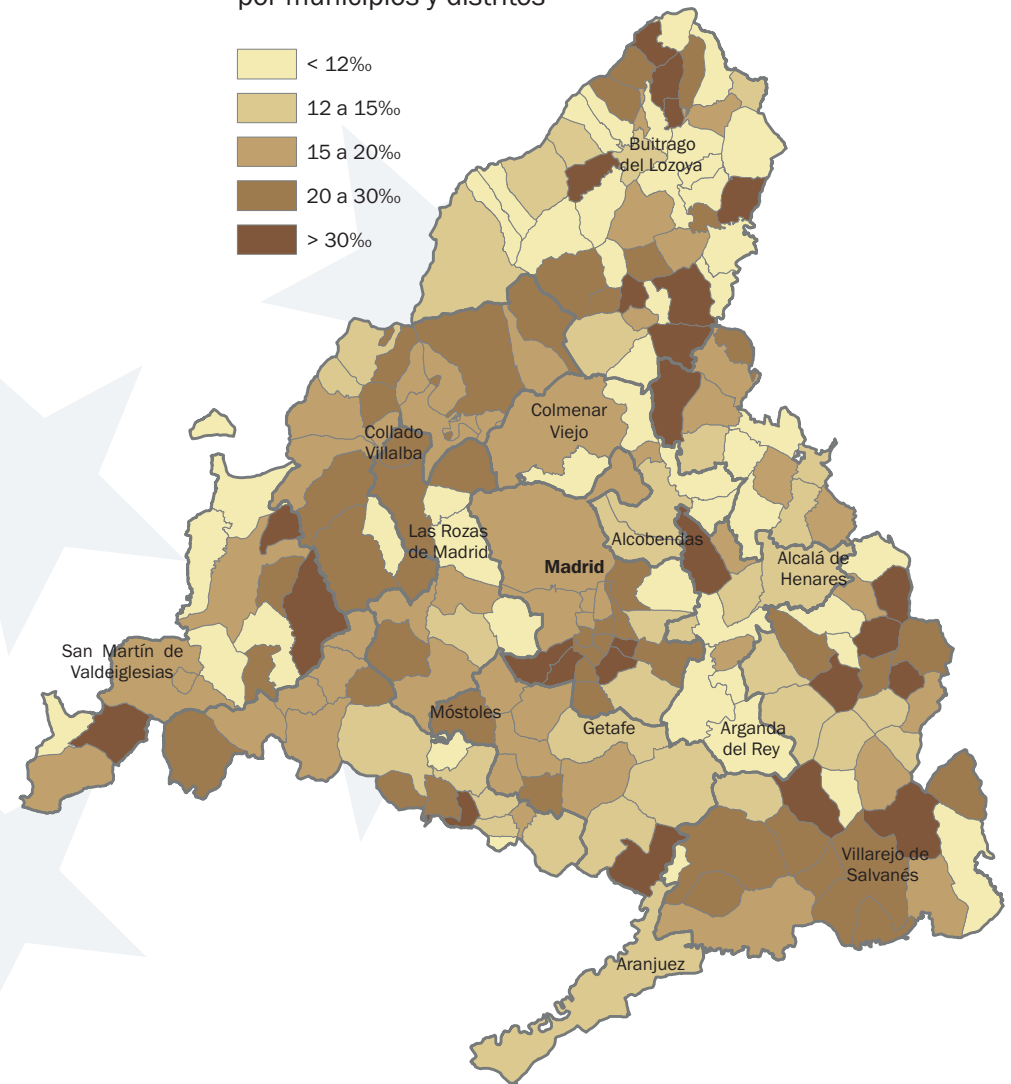 por municipios y distritos
< 12‰
12 a 15‰
15 a 20‰
20 a 30‰
> 30‰
Buitrago
del Lozoya
Colmenar
Viejo
Collado
Villalba
Las Rozas
de Madrid
Alcobendas
Madrid
Alcalá de
Henares
San Martín de
Valdeiglesias
Móstoles
Getafe
Arganda
del Rey
Villarejo de
Salvanés
Aranjuez